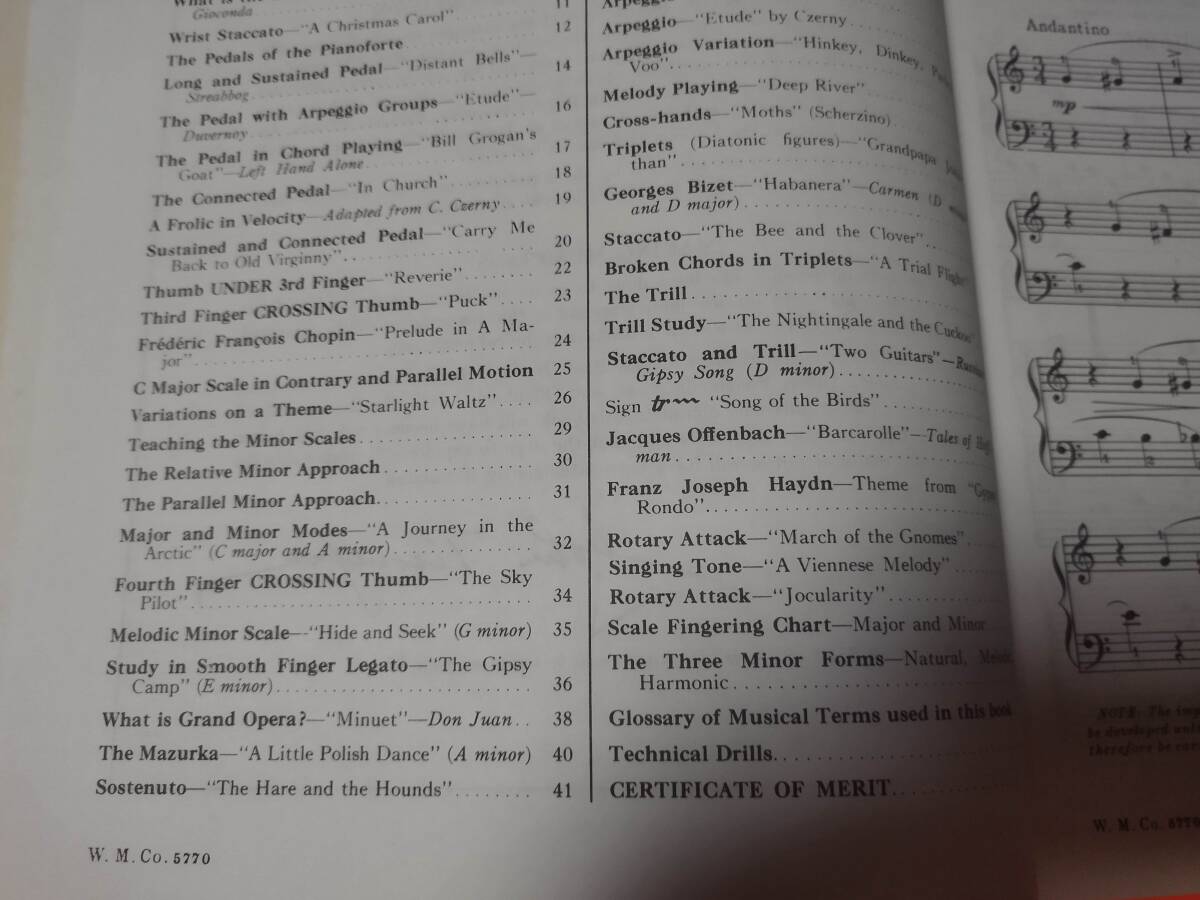 What is
Gioconda
11
Wrist Staccato—"A Christmas Carol" 12
The Pedals of the Pianoforte
Long and Sustained Pedal—"Distant Bells"—
Streabbog 14
The Pedal with Arpeggio Groups—"Etude"—
Duvernoy 16
The Pedal in Chord Playing—"Bill Grogan's
Goat"—Left Hand Alone 17
The Connected Pedal—"In Church" 18
A Frolic in Velocity—Adapted from C. Czerny 19
Sustained and Connected Pedal—"Carry Me
Back to Old Virginny" 20
Thumb UNDER 3rd Finger—"Reverie" 22
Third Finger CROSSING Thumb—"Puck" 23
Frédéric François Chopin—"Prelude in A Ma-
jor" 24
C Major Scale in Contrary and Parallel Motion 25
Variations on a Theme—"Starlight Waltz" 26
Teaching the Minor Scales 29
The Relative Minor Approach 30
The Parallel Minor Approach 31
Major and Minor Modes—"A Journey in the
Arctic" (C major and A minor) 32
Fourth Finger CROSSING Thumb—"The Sky
Pilot" 34
Melodic Minor Scale—"Hide and Seek" (G minor) 35
Study in Smooth Finger Legato—"The Gipsy
Camp" (E minor) 36
What is Grand Opera?—"Minuet"—Don Juan 38
The Mazurka—"A Little Polish Dance" (A minor) 40
Sostenuto—"The Hare and the Hounds" 41
W. M. Co. 5770
Arpeggio
Arpeggio—"Etude" by Czerny
Arpeggio Variation—"Hinkey, Dinkey,
Voo"
Melody Playing—"Deep River"
Cross-hands—"Moths" (Scherzino)
Triplets (Diatonic figures)—"Grandpapa
than"
Georges Bizet—"Habanera"—Carmen (D
and D major)
Staccato—"The Bee and the Clover"
Broken Chords in Triplets—"A Trial Flight"
The Trill
Trill Study—"The Nightingale and the Cuckoo"
Staccato and Trill—"Two Guitars"—Russian
Gipsy Song (D minor)
Sign tr "Song of the Birds"
Jacques Offenbach—"Barcarolle"—Tales of
man
Franz Joseph Haydn—Theme from
Rondo"
Rotary Attack—"March of the Gnomes"
Singing Tone—"A Viennese Melody"
Rotary Attack—"Jocularity"
Scale Fingering Chart—Major and Minor
The Three Minor Forms—Natural,
Harmonic
Glossary of Musical Terms used in this book
Technical Drills
CERTIFICATE OF MERIT
Andantino
mp
NOTE: The
be developed
therefore be
W. M. Co. 5770